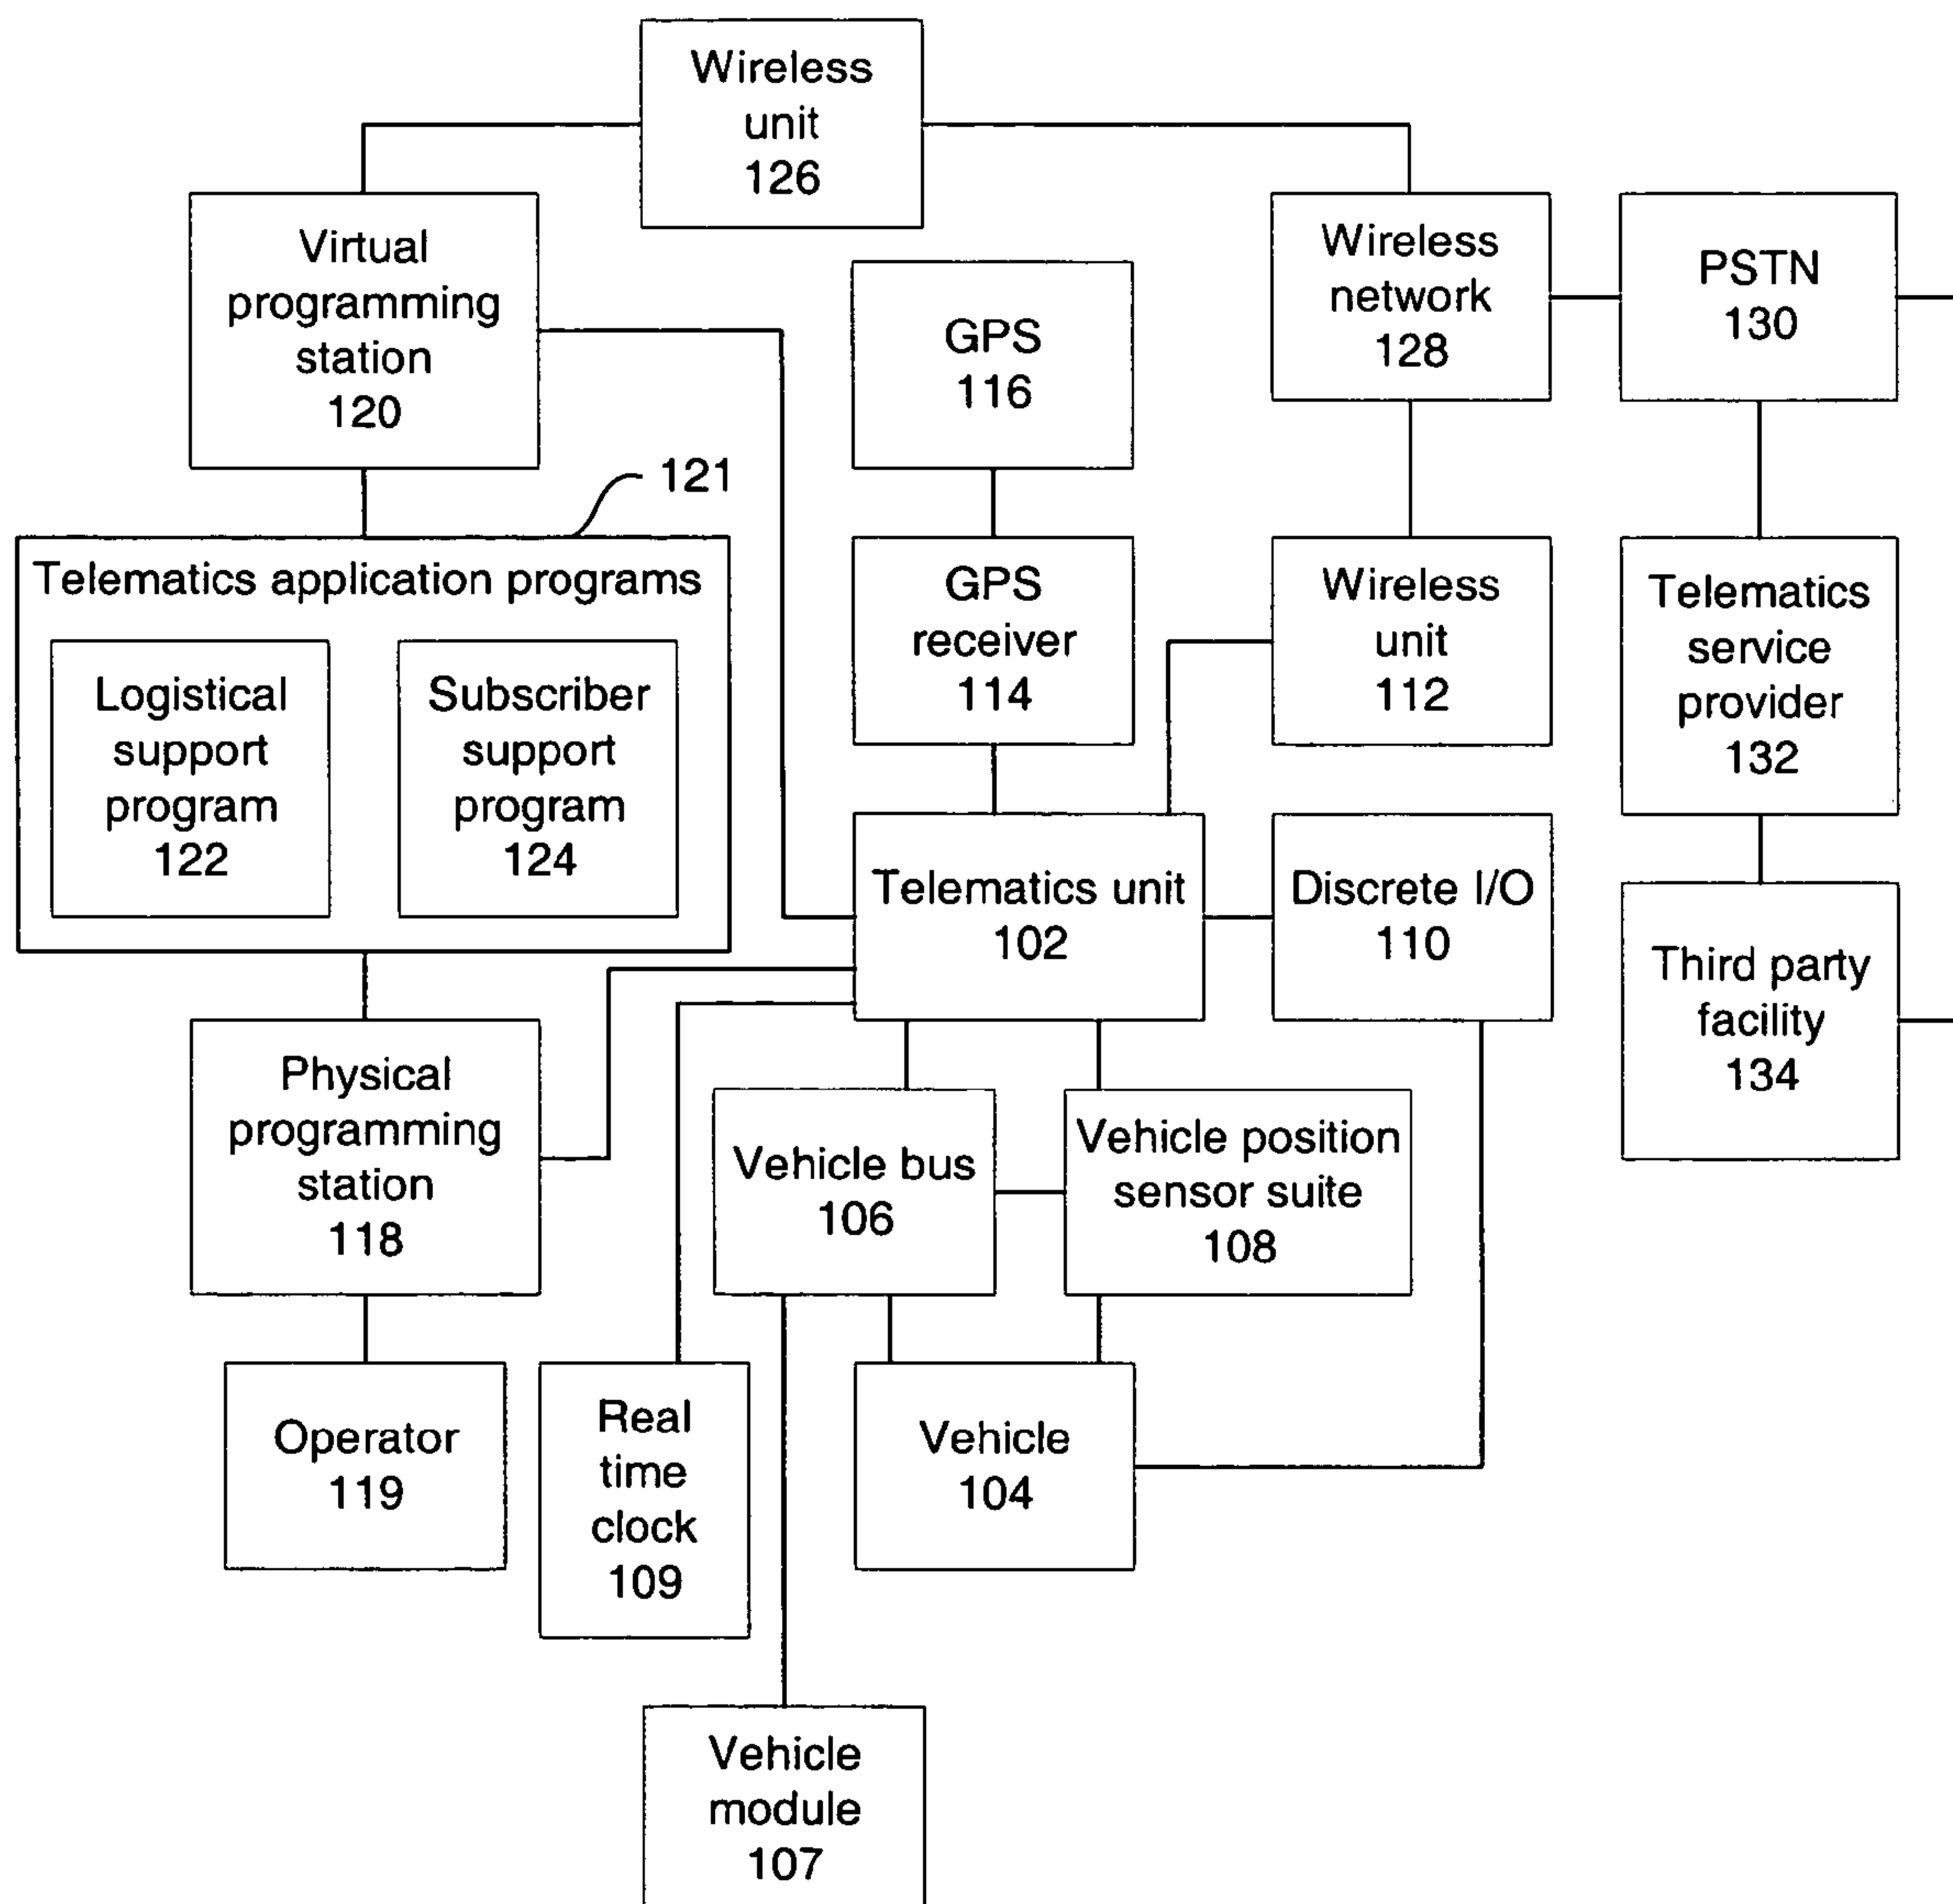 Wireless
unit
126
Virtual
programming
station
120
GPS
116
Wireless
network
128
PSTN
130
121
Telematics application programs
Logistical
support
program
122
Subscriber
support
program
124
GPS
receiver
114
Wireless
unit
112
Telematics
service
provider
132
Telematics unit
102
Discrete I/O
110
Third party
facility
134
Physical
programming
station
118
Vehicle bus
106
Vehicle position
sensor suite
108
Operator
119
Real
time
clock
109
Vehicle
104
Vehicle
module
107